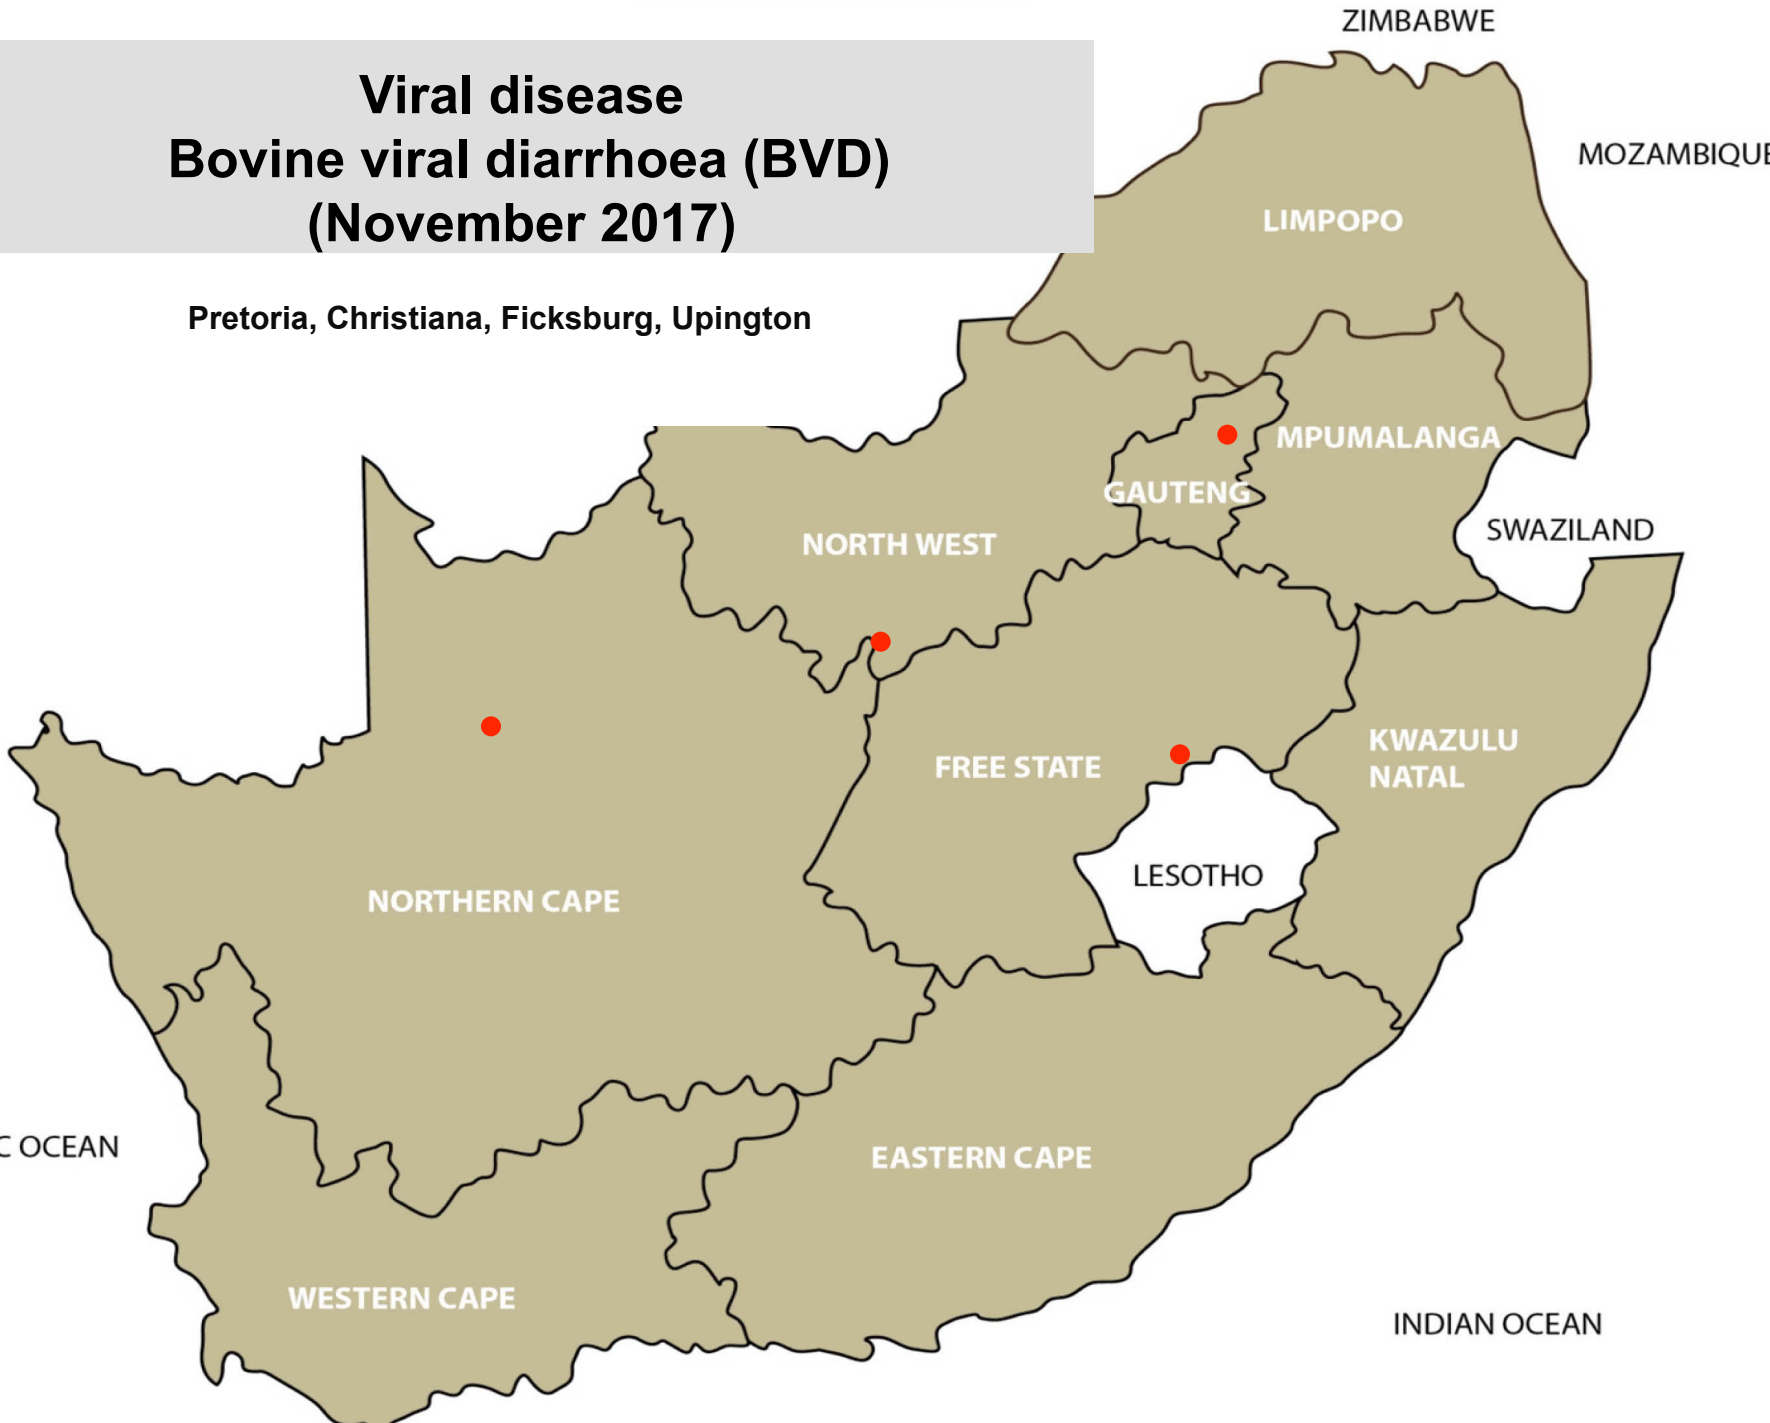 ZIMBABWE
Viral disease
Bovine viral diarrhoea (BVD)
(November 2017)
MOZAMBIQUE
LIMPOPO
Pretoria, Christiana, Ficksburg, Upington
MPUMALANGA
GAUTENG
SWAZILAND
NORTH WEST
KWAZULU
NATAL
FREE STATE
LESOTHO
NORTHERN CAPE
C OCEAN
EASTERN CAPE
WESTERN CAPE
INDIAN OCEAN